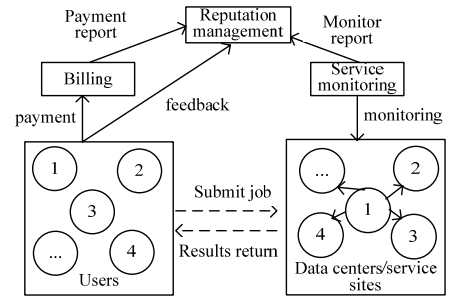 Payment
report
Reputation
management
Monitor
report
Billing
feedback
Service
monitoring
payment
monitoring
1
2
3
...
4
Users
Submit job
Results return
...
2
1
4
3
Data centers/service
sites